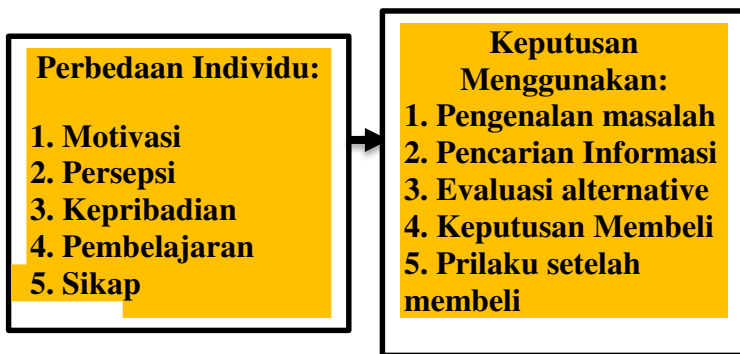 Perbedaan Individu:
1. Motivasi
2. Persepsi
3. Kepribadian
4. Pembelajaran
5. Sikap
Keputusan
Menggunakan:
1. Pengenalan masalah
2. Pencarian Informasi
3. Evaluasi alternative
4. Keputusan Membeli
5. Prilaku setelah
membeli